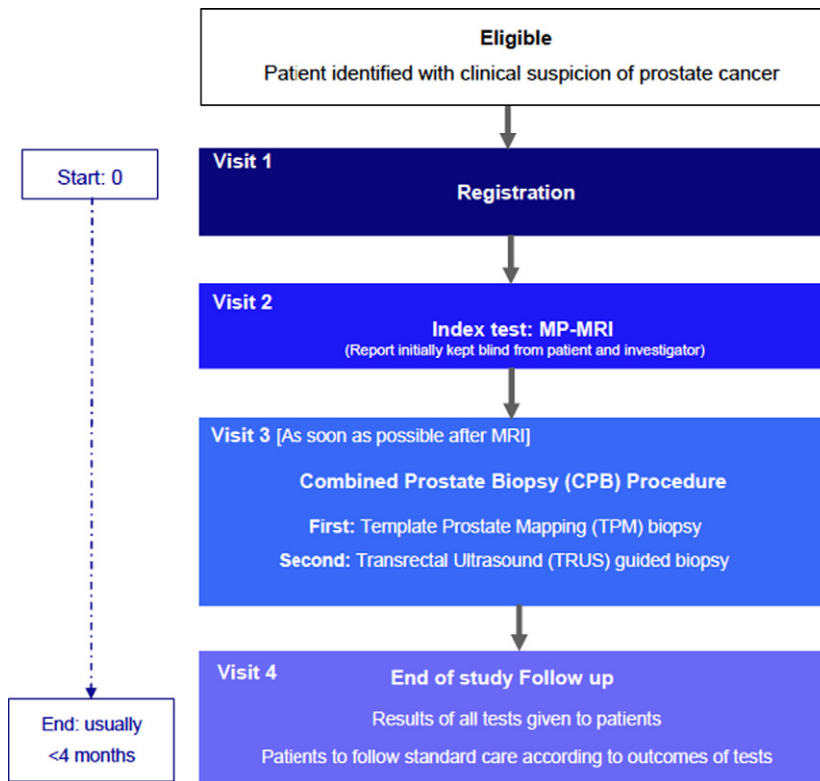 Eligible
Patient identified with clinical suspicion of prostate cancer
Start: 0
Visit 1
Registration
Visit 2
Index test: MP-MRI
(Report initially kept blind from patient and investigator)
Visit 3 [As soon as possible after MRI]
Combined Prostate Biopsy (CPB) Procedure
First: Template Prostate Mapping (TPM) biopsy
Second: Transrectal Ultrasound (TRUS) guided biopsy
Visit 4
End of study Follow up
Results of all tests given to patients
Patients to follow standard care according to outcomes of tests
End: usually
<4 months